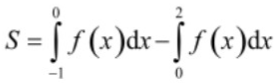 S = ∫_{-1}^{0} f(x)dx − ∫_{0}^{2} f(x)dx